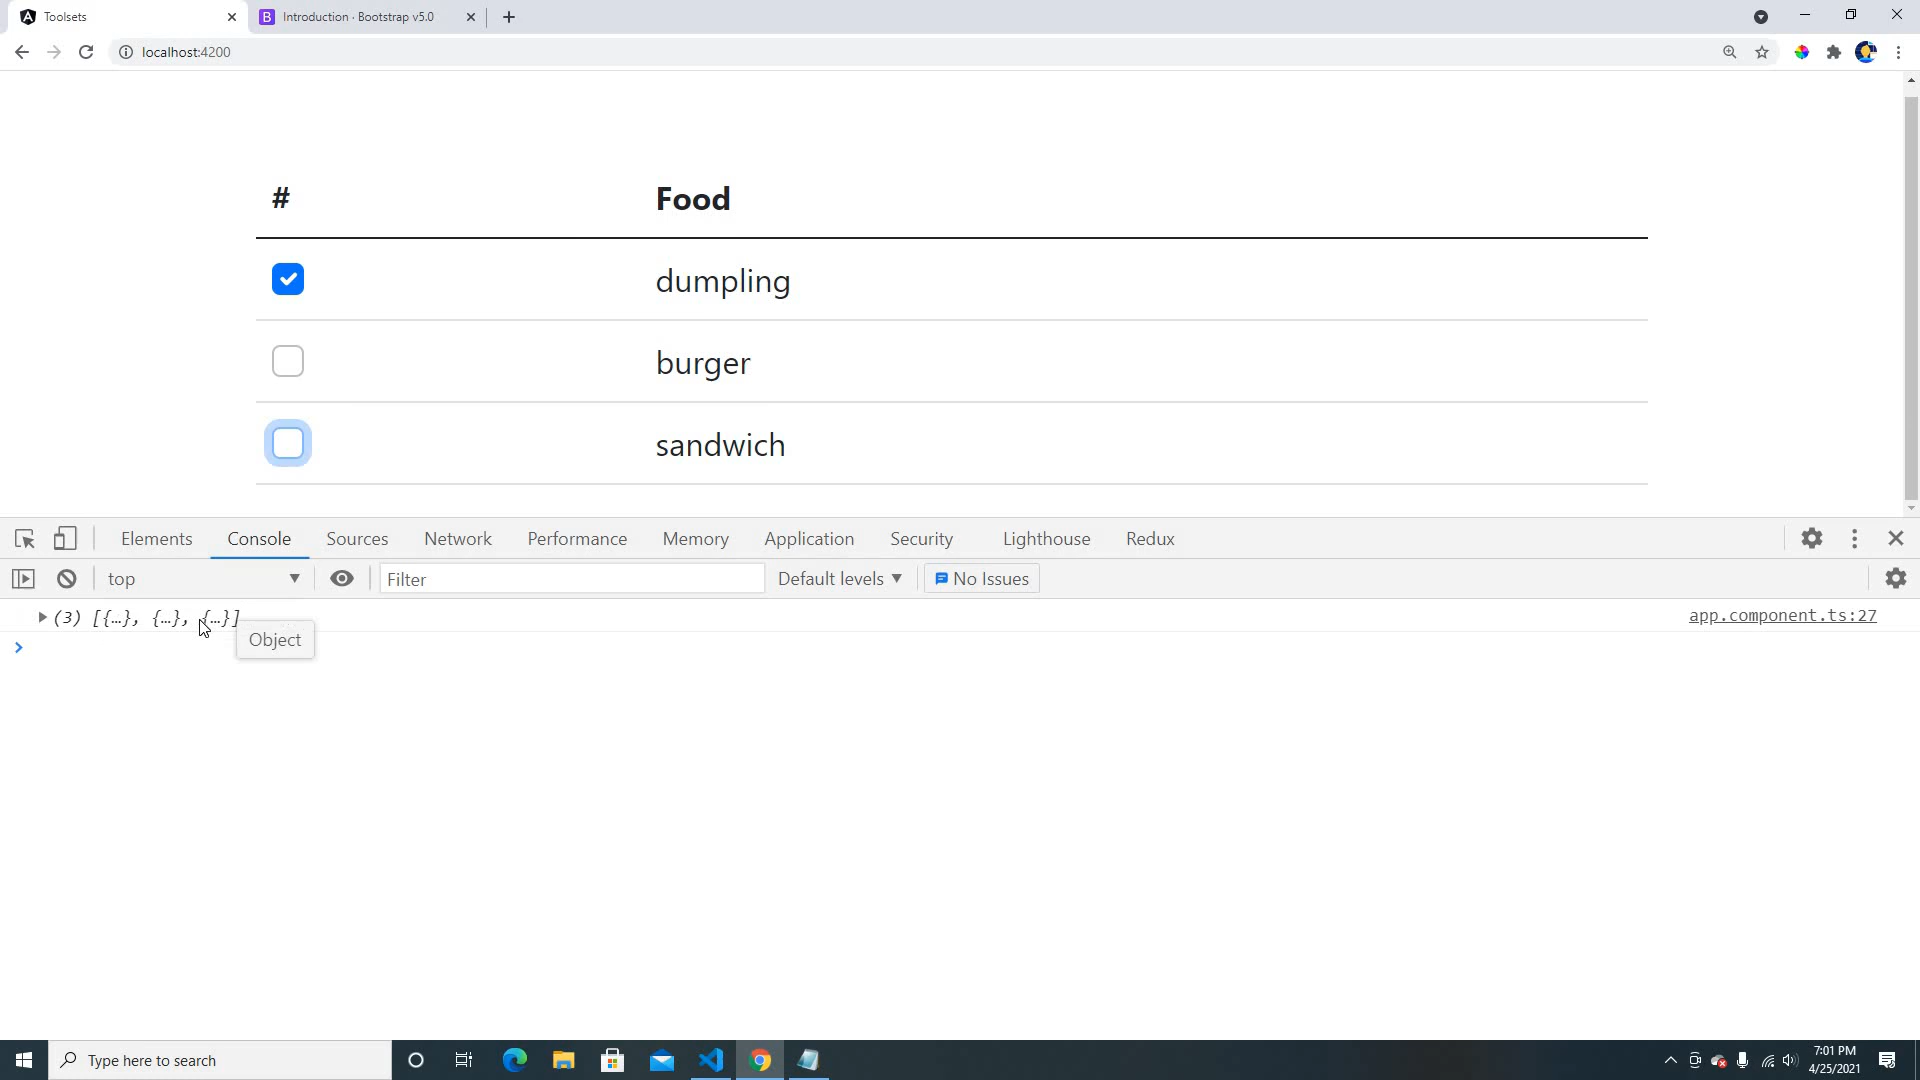 Toolsets
Introduction · Bootstrap v5.0
localhost:4200
# Food
dumpling
burger
sandwich
Elements Console Sources Network Performance Memory Application Security Lighthouse Redux
top Filter Default levels No Issues
(3) [{…}, {…}, {…}] app.component.ts:27
Object
Type here to search
7:01 PM
4/25/2021